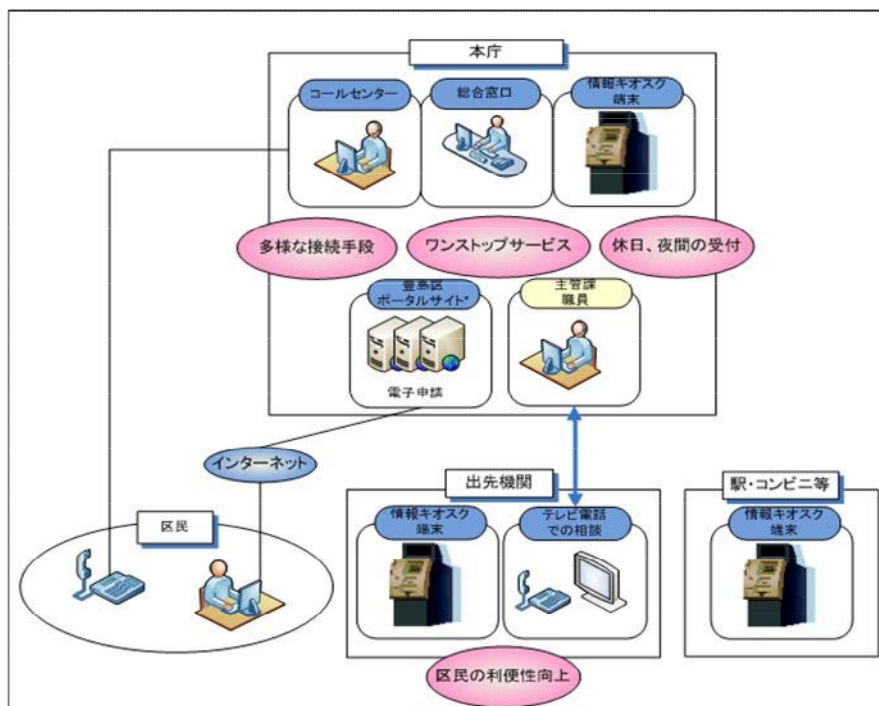 本庁
コールセンター
総合窓口
情報キオスク
端末
多様な接続手段
ワンストップサービス
休日、夜間の受付
豊島区
ポータルサイト*
電子申請
主管課
職員
インターネット
区民
出先機関
情報キオスク
端末
テレビ電話
での相談
区民の利便性向上
駅・コンビニ等
情報キオスク
端末